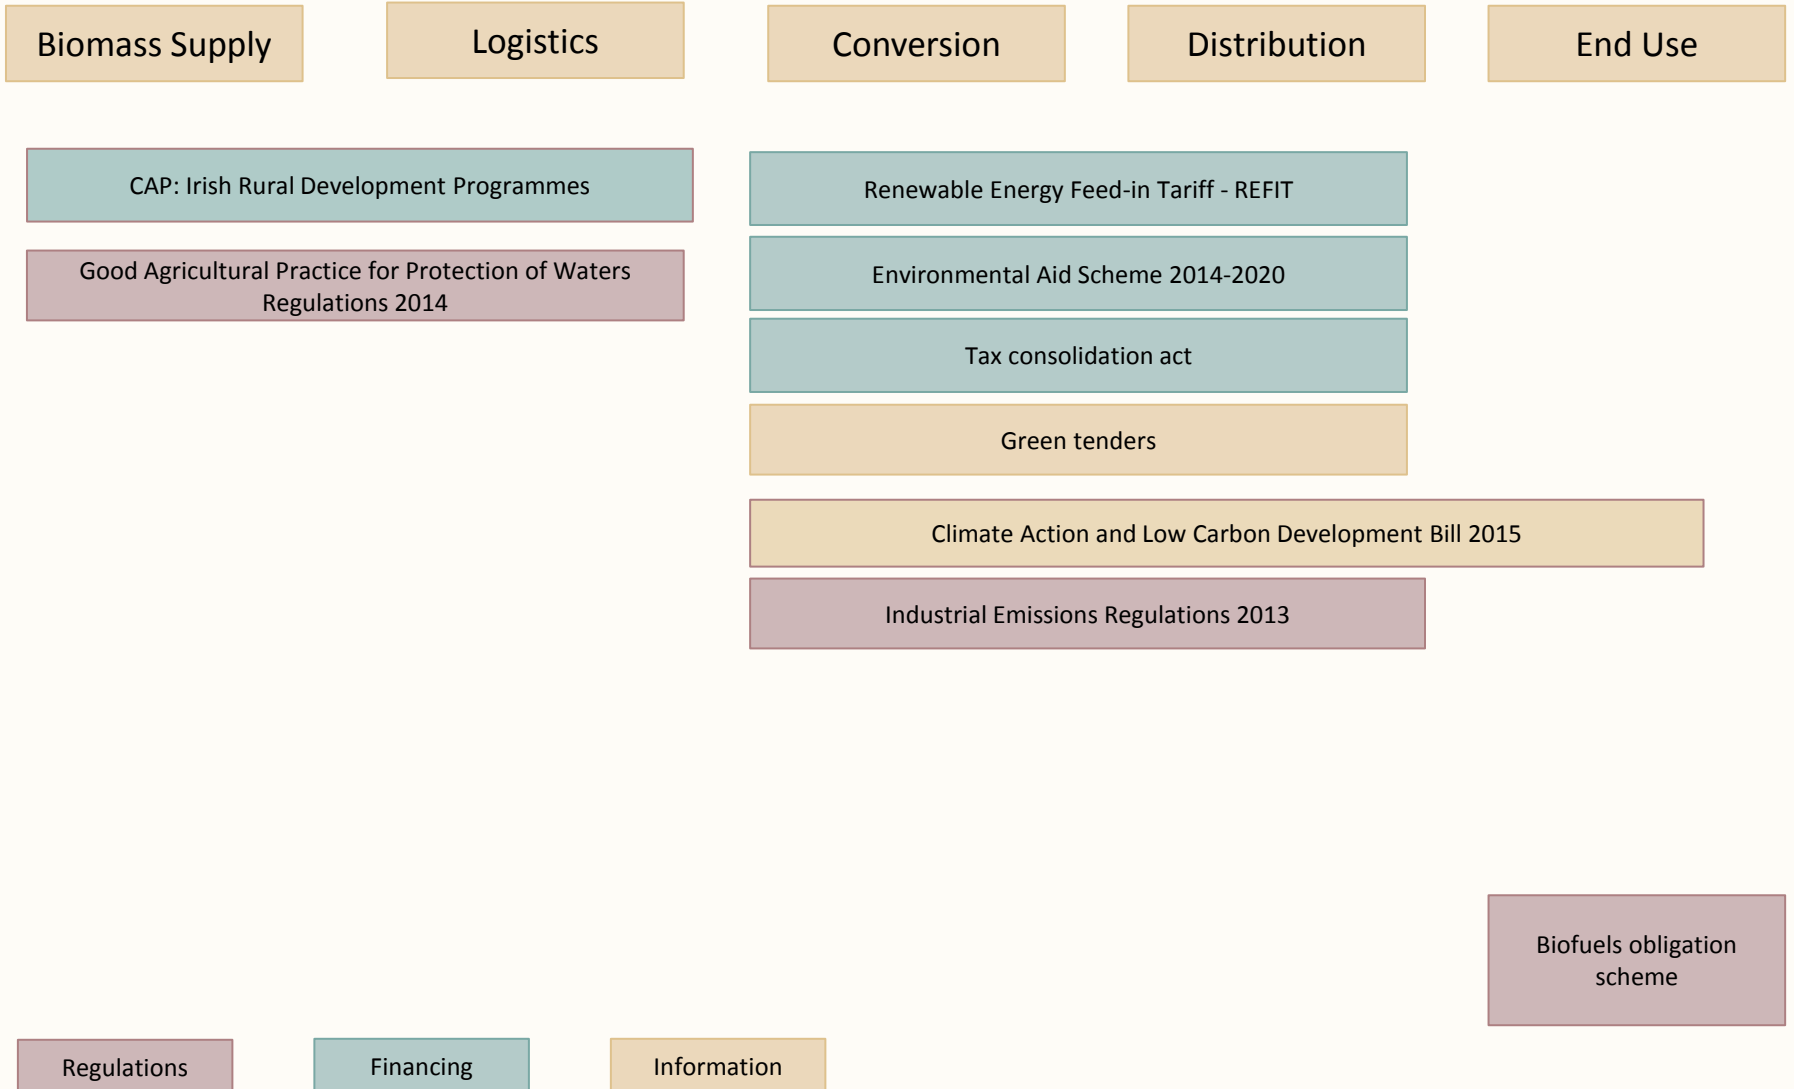 Biomass Supply
Logistics
Conversion
Distribution
End Use
CAP: Irish Rural Development Programmes
Renewable Energy Feed-in Tariff - REFIT
Good Agricultural Practice for Protection of Waters
Regulations 2014
Environmental Aid Scheme 2014-2020
Tax consolidation act
Green tenders
Climate Action and Low Carbon Development Bill 2015
Industrial Emissions Regulations 2013
Biofuels obligation
scheme
Regulations
Financing
Information